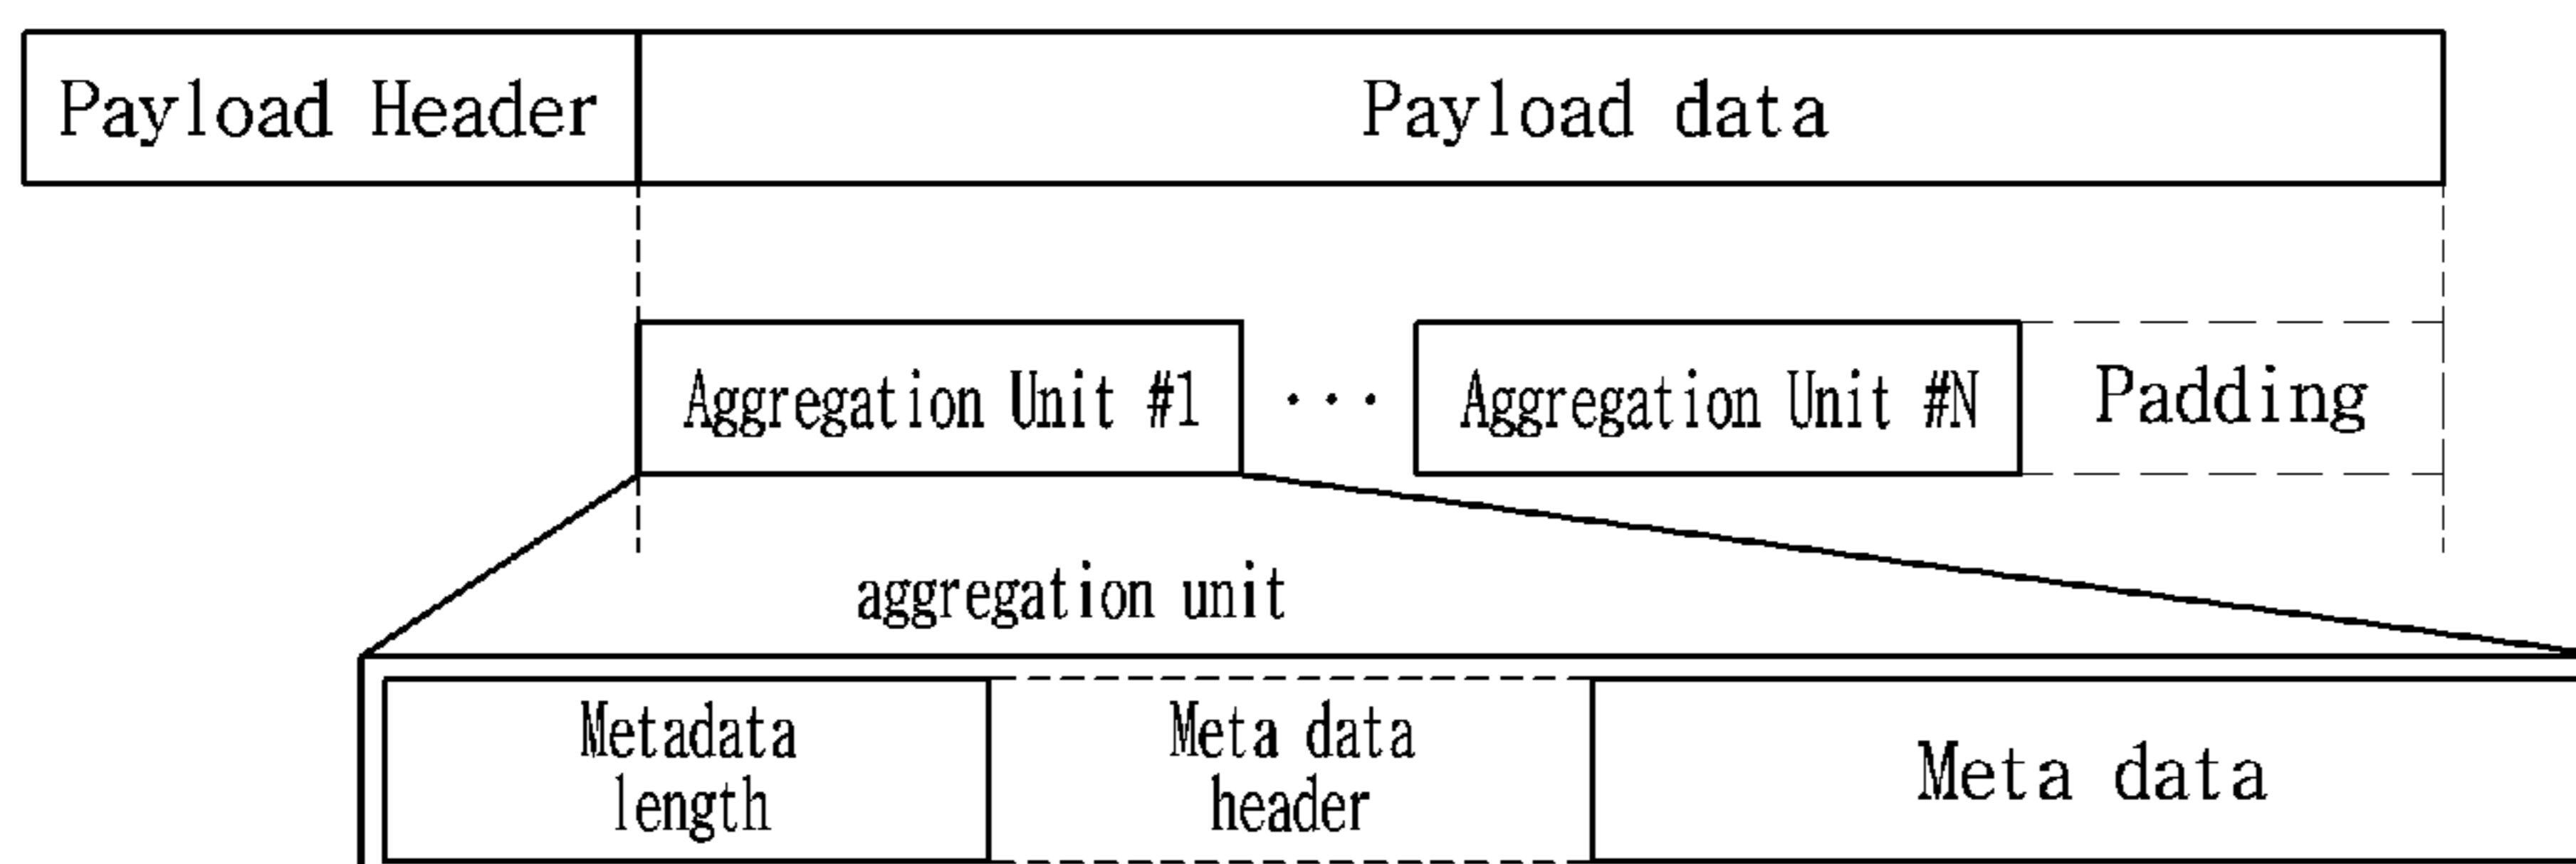 Payload Header
Payload data
Aggregation Unit #1
...
Aggregation Unit #N
Padding
aggregation unit
Metadata
length
Meta data
header
Meta data